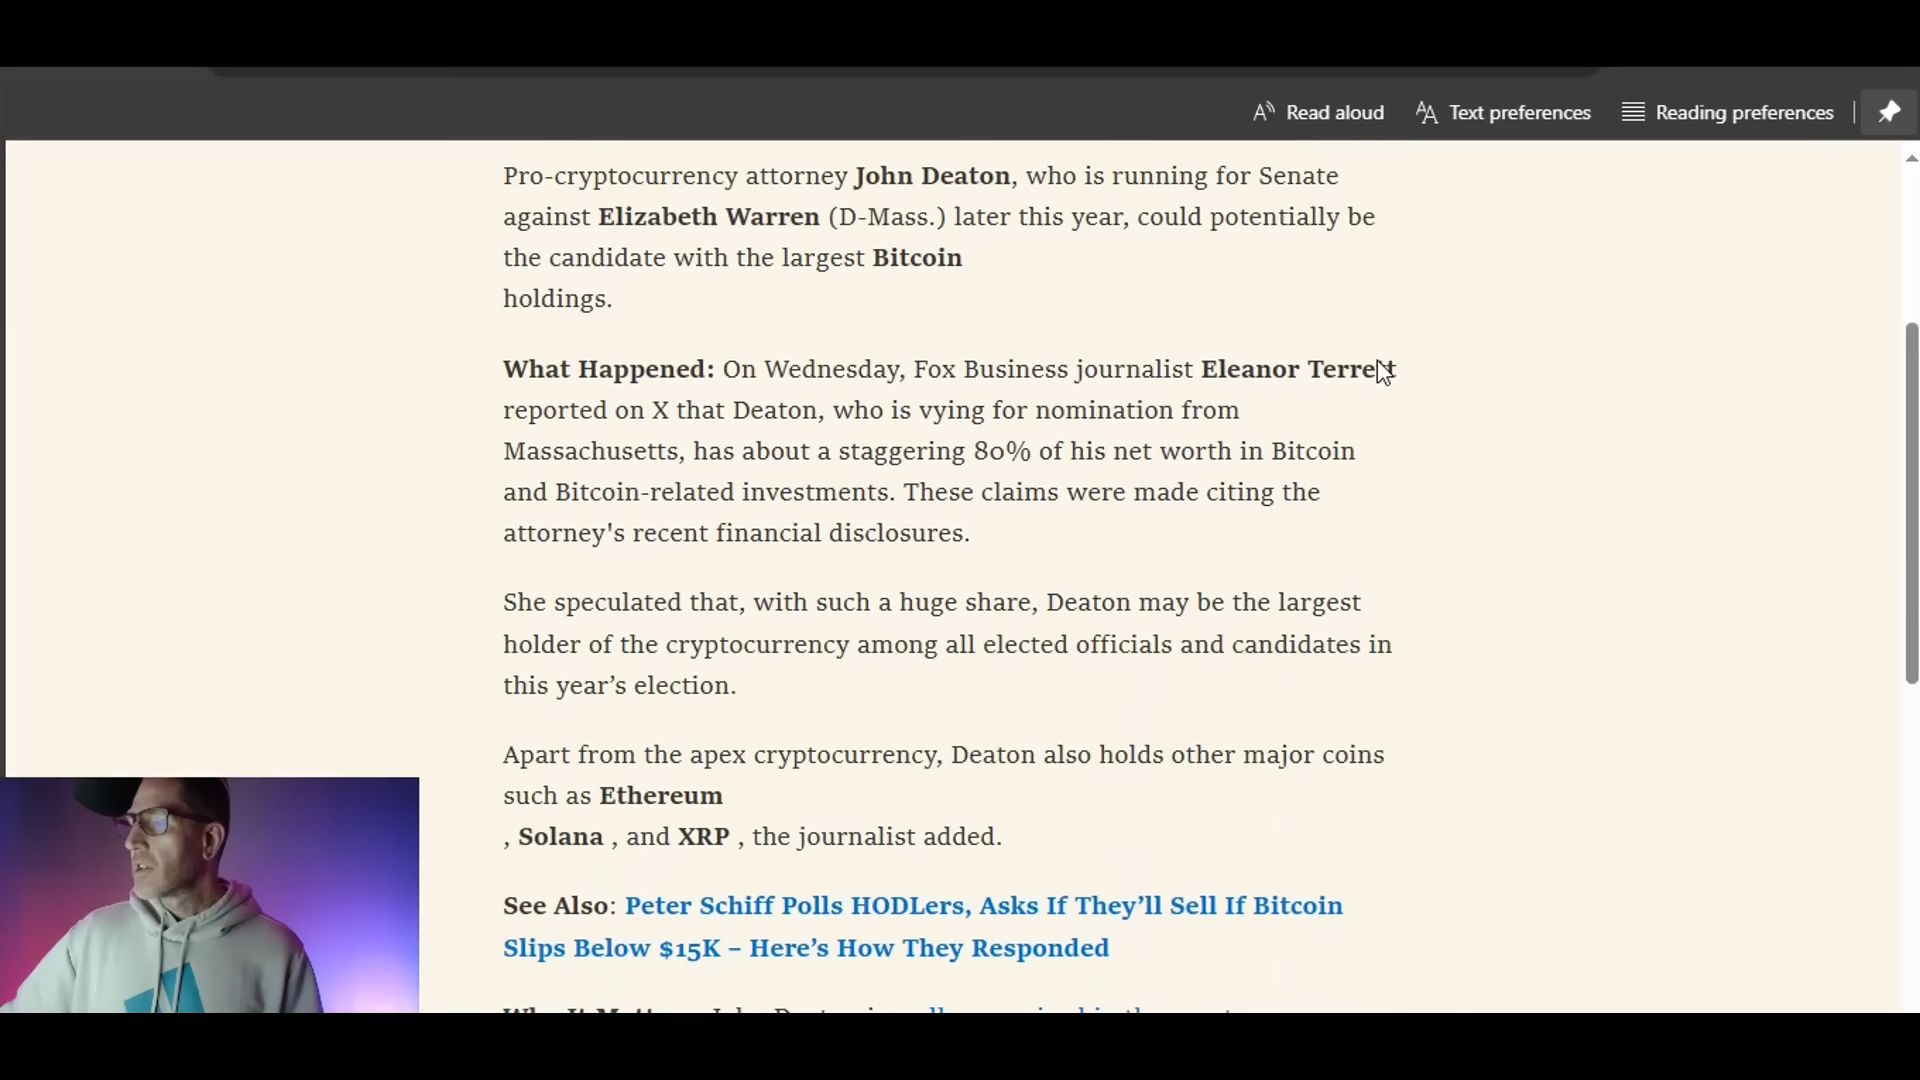 Read aloud
Text preferences
Reading preferences
Pro-cryptocurrency attorney John Deaton, who is running for Senate
against Elizabeth Warren (D-Mass.) later this year, could potentially be
the candidate with the largest Bitcoin
holdings.
What Happened: On Wednesday, Fox Business journalist Eleanor Terrett
reported on X that Deaton, who is vying for nomination from
Massachusetts, has about a staggering 80% of his net worth in Bitcoin
and Bitcoin-related investments. These claims were made citing the
attorney's recent financial disclosures.
She speculated that, with such a huge share, Deaton may be the largest
holder of the cryptocurrency among all elected officials and candidates in
this year’s election.
Apart from the apex cryptocurrency, Deaton also holds other major coins
such as Ethereum
, Solana , and XRP , the journalist added.
See Also: Peter Schiff Polls HODLers, Asks If They’ll Sell If Bitcoin
Slips Below $15K – Here’s How They Responded